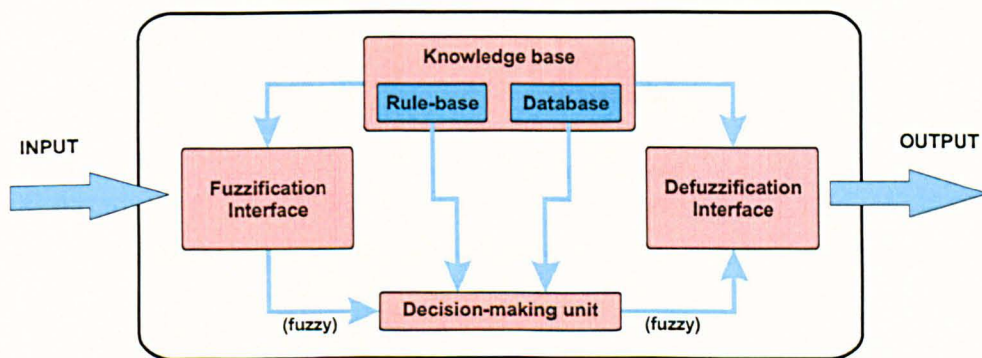 Knowledge base
Rule-base
Database
INPUT
OUTPUT
Fuzzification
Interface
Defuzzification
Interface
(fuzzy)
Decision-making unit
(fuzzy)